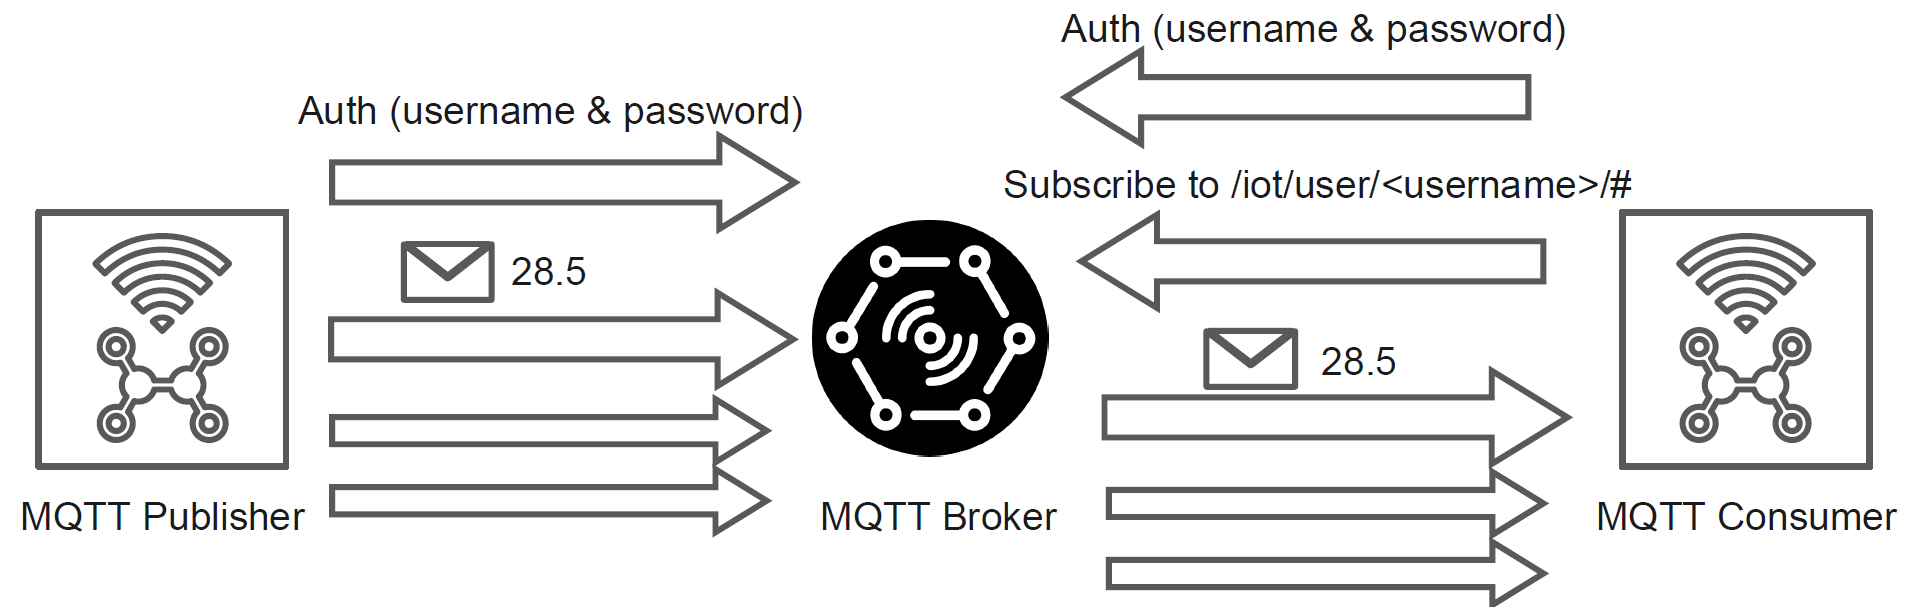 Auth (username & password)
Auth (username & password)
Subscribe to /iot/user/<username>/#
28.5
28.5
MQTT Publisher
MQTT Broker
MQTT Consumer